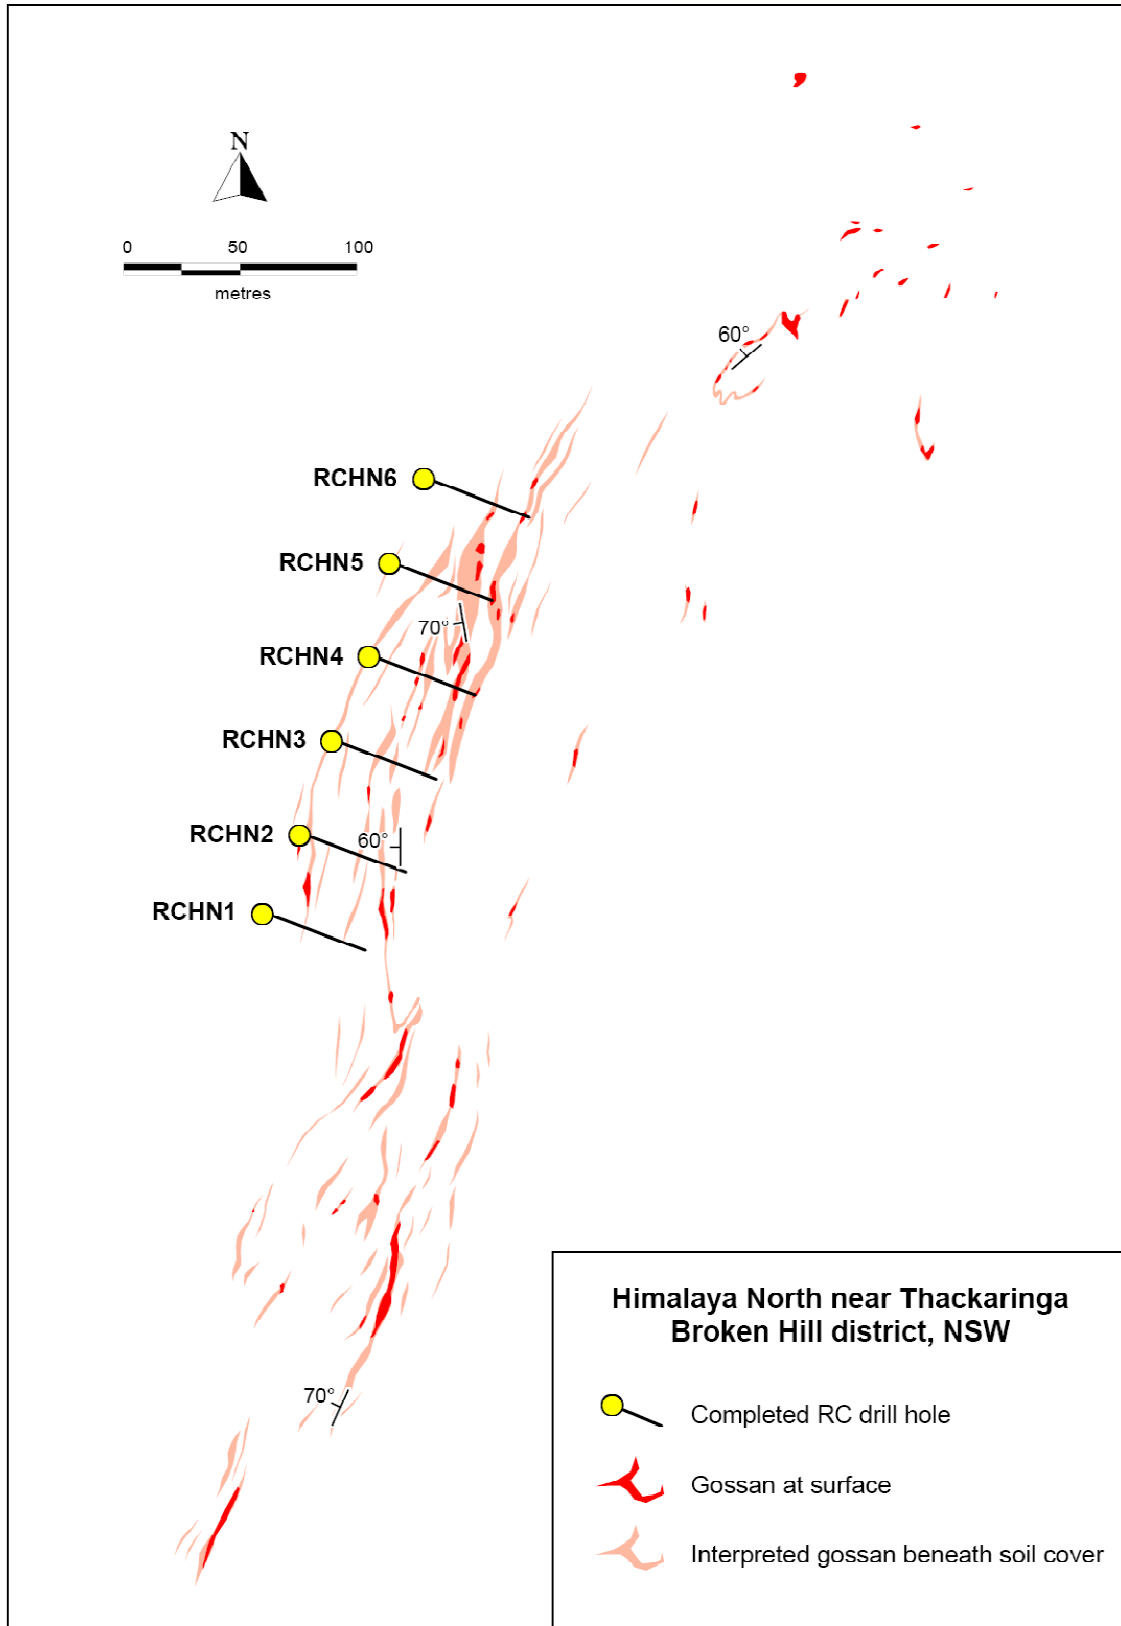 N
0 50 100
metres
60°
RCHN6
RCHN5
70°
RCHN4
RCHN3
RCHN2
60°
RCHN1
70°
Himalaya North near Thackaringa
Broken Hill district, NSW
Completed RC drill hole
Gossan at surface
Interpreted gossan beneath soil cover